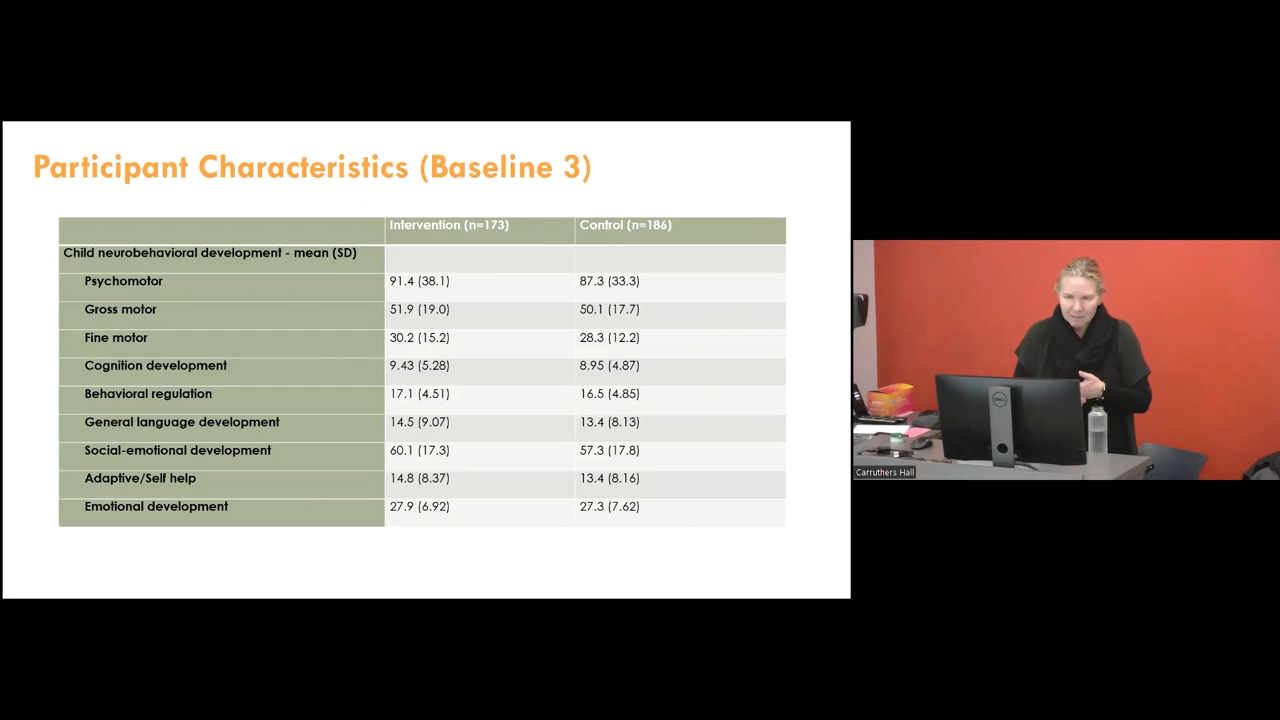 Participant Characteristics (Baseline 3)
Intervention (n=173) Control (n=186)
Child neurobehavioral development - mean (SD)
Psychomotor 91.4 (38.1) 87.3 (33.3)
Gross motor 51.9 (19.0) 50.1 (17.7)
Fine motor 30.2 (15.2) 28.3 (12.2)
Cognition development 9.43 (5.28) 8.95 (4.87)
Behavioral regulation 17.1 (4.51) 16.5 (4.85)
General language development 14.5 (9.07) 13.4 (8.13)
Social-emotional development 60.1 (17.3) 57.3 (17.8)
Adaptive/Self help 14.8 (8.37) 13.4 (8.16)
Emotional development 27.9 (6.92) 27.3 (7.62)
DELL
Carruthers Hall